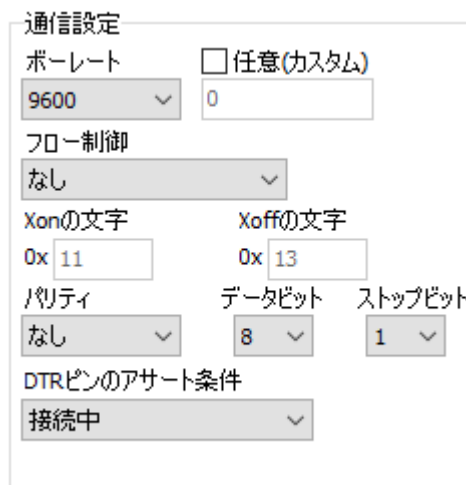 通信設定
ボーレート 任意(カスタム)
9600 0
フロー制御
なし
Xonの文字 Xoffの文字
0x 11 0x 13
パリティ データビット ストップビット
なし 8 1
DTRピンのアサート条件
接続中